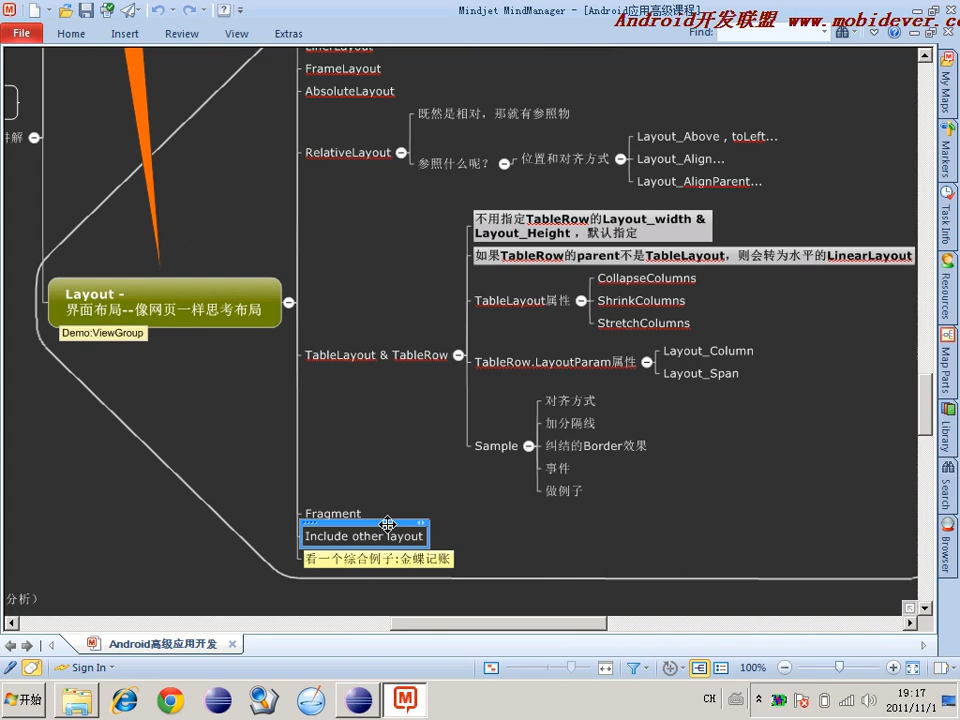 Mindjet MindManager - [Android应用高级课程]
Android开发联盟 www.mobidever.co
File
Home
Insert
Review
View
Extras
Find:
LinerLayout
FrameLayout
AbsoluteLayout
讲解
既然是相对，那就有参照物
RelativeLayout
参照什么呢？
位置和对齐方式
Layout_Above , toLeft...
Layout_Align...
Layout_AlignParent...
不用指定TableRow的Layout_width &
Layout_Height ，默认指定
如果TableRow的parent不是TableLayout，则会转为水平的LinearLayout
Layout -
界面布局--像网页一样思考布局
Demo:ViewGroup
TableLayout & TableRow
TableLayout属性
CollapseColumns
ShrinkColumns
StretchColumns
TableRow.LayoutParam属性
Layout_Column
Layout_Span
Sample
对齐方式
加分隔线
纠结的Border效果
事件
做例子
Fragment
Include other layout
看一个综合例子:金蝶记账
分析）
My Maps
Markers
Task Info
Resources
Map Parts
Library
Search
Browser
Android高级应用开发
Sign In
100%
开始
CH
19:17
2011/11/1